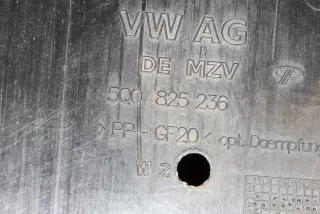 VW AG
DE MZV
5Q0 825 236
>PP-GF20< opt. Daempfung
W 2